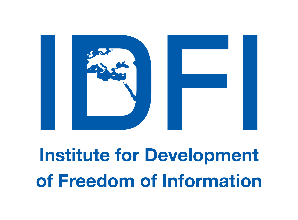 IDFI
Institute for Development
of Freedom of Information